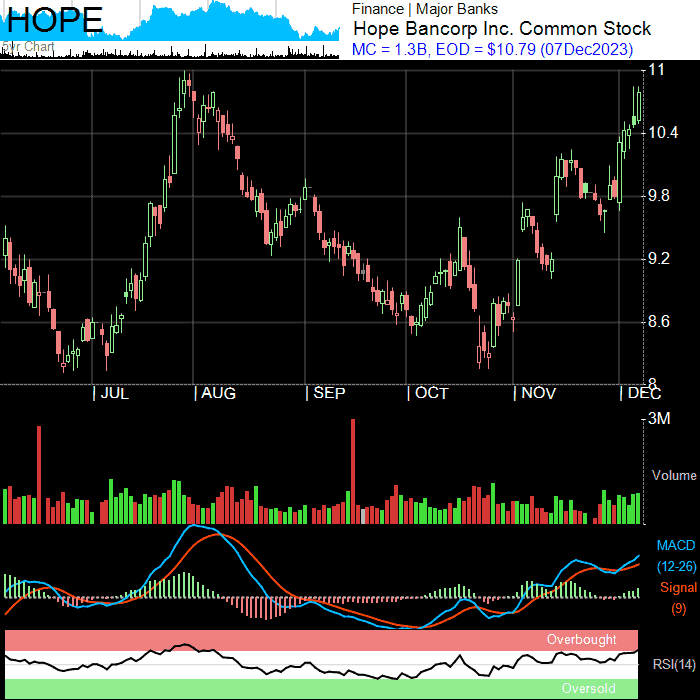 HOPE
5yr Chart
Finance | Major Banks
Hope Bancorp Inc. Common Stock
MC = 1.3B, EOD = $10.79 (07Dec2023)
11
10.4
9.8
9.2
8.6
8
JUL AUG SEP OCT NOV DEC
3M
Volume
MACD
(12-26)
Signal
(9)
Overbought
RSI(14)
Oversold